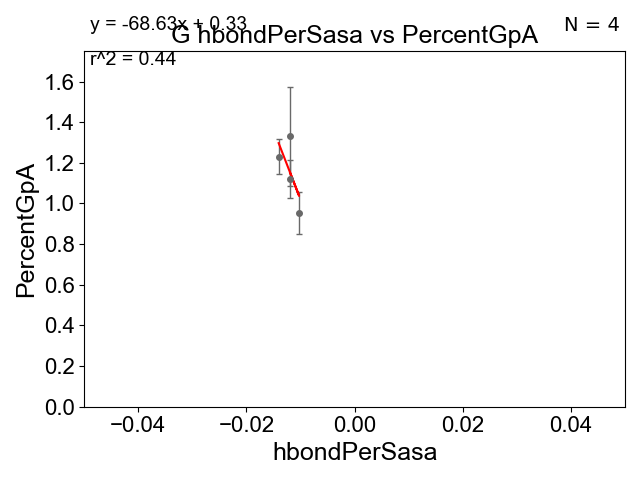 y = -68.63x + 0.33
G hbondPerSasa vs PercentGpA
N = 4
r^2 = 0.44
PercentGpA
1.6
1.4
1.2
1.0
0.8
0.6
0.4
0.2
0.0
−0.04 −0.02 0.00 0.02 0.04
hbondPerSasa